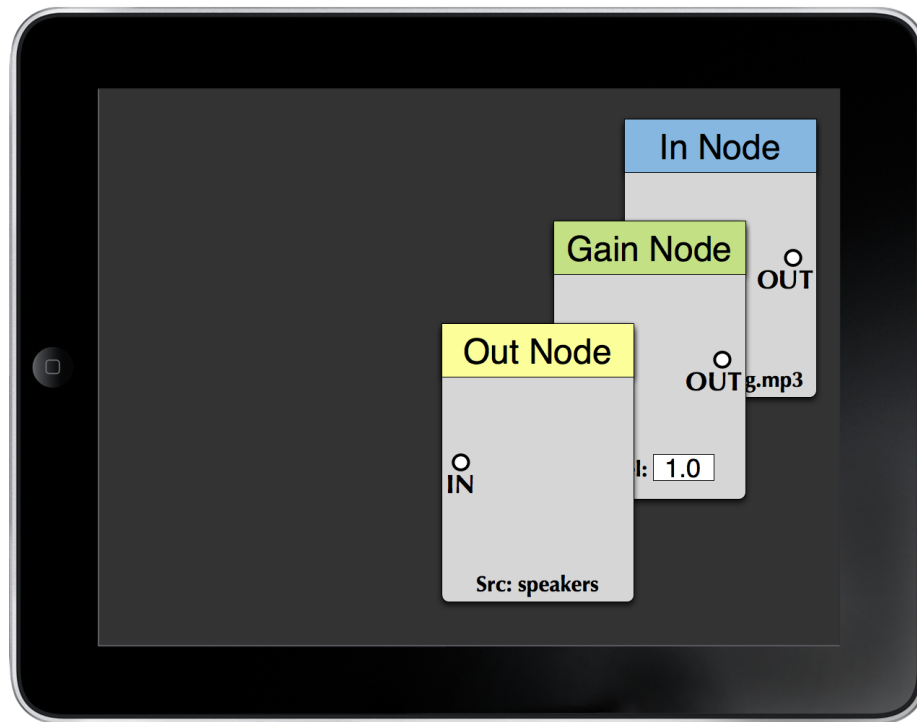 In Node
OUT
g.mp3
Gain Node
OUT
l: 1.0
Out Node
IN
Src: speakers